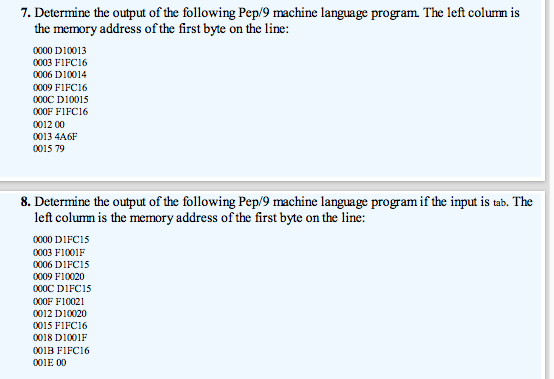 7. Determine the output of the following Pep/9 machine language program. The left column is
the memory address of the first byte on the line:
0000 D10013
0003 F1FC16
0006 D10014
0009 F1FC16
000C D10015
000F F1FC16
0012 00
0013 4A6F
0015 79
8. Determine the output of the following Pep/9 machine language program if the input is tab. The
left column is the memory address of the first byte on the line:
0000 D1FC15
0003 F1001F
0006 D1FC15
0009 F10020
000C D1FC15
000F F10021
0012 D10020
0015 F1FC16
0018 D1001F
001B F1FC16
001E 00